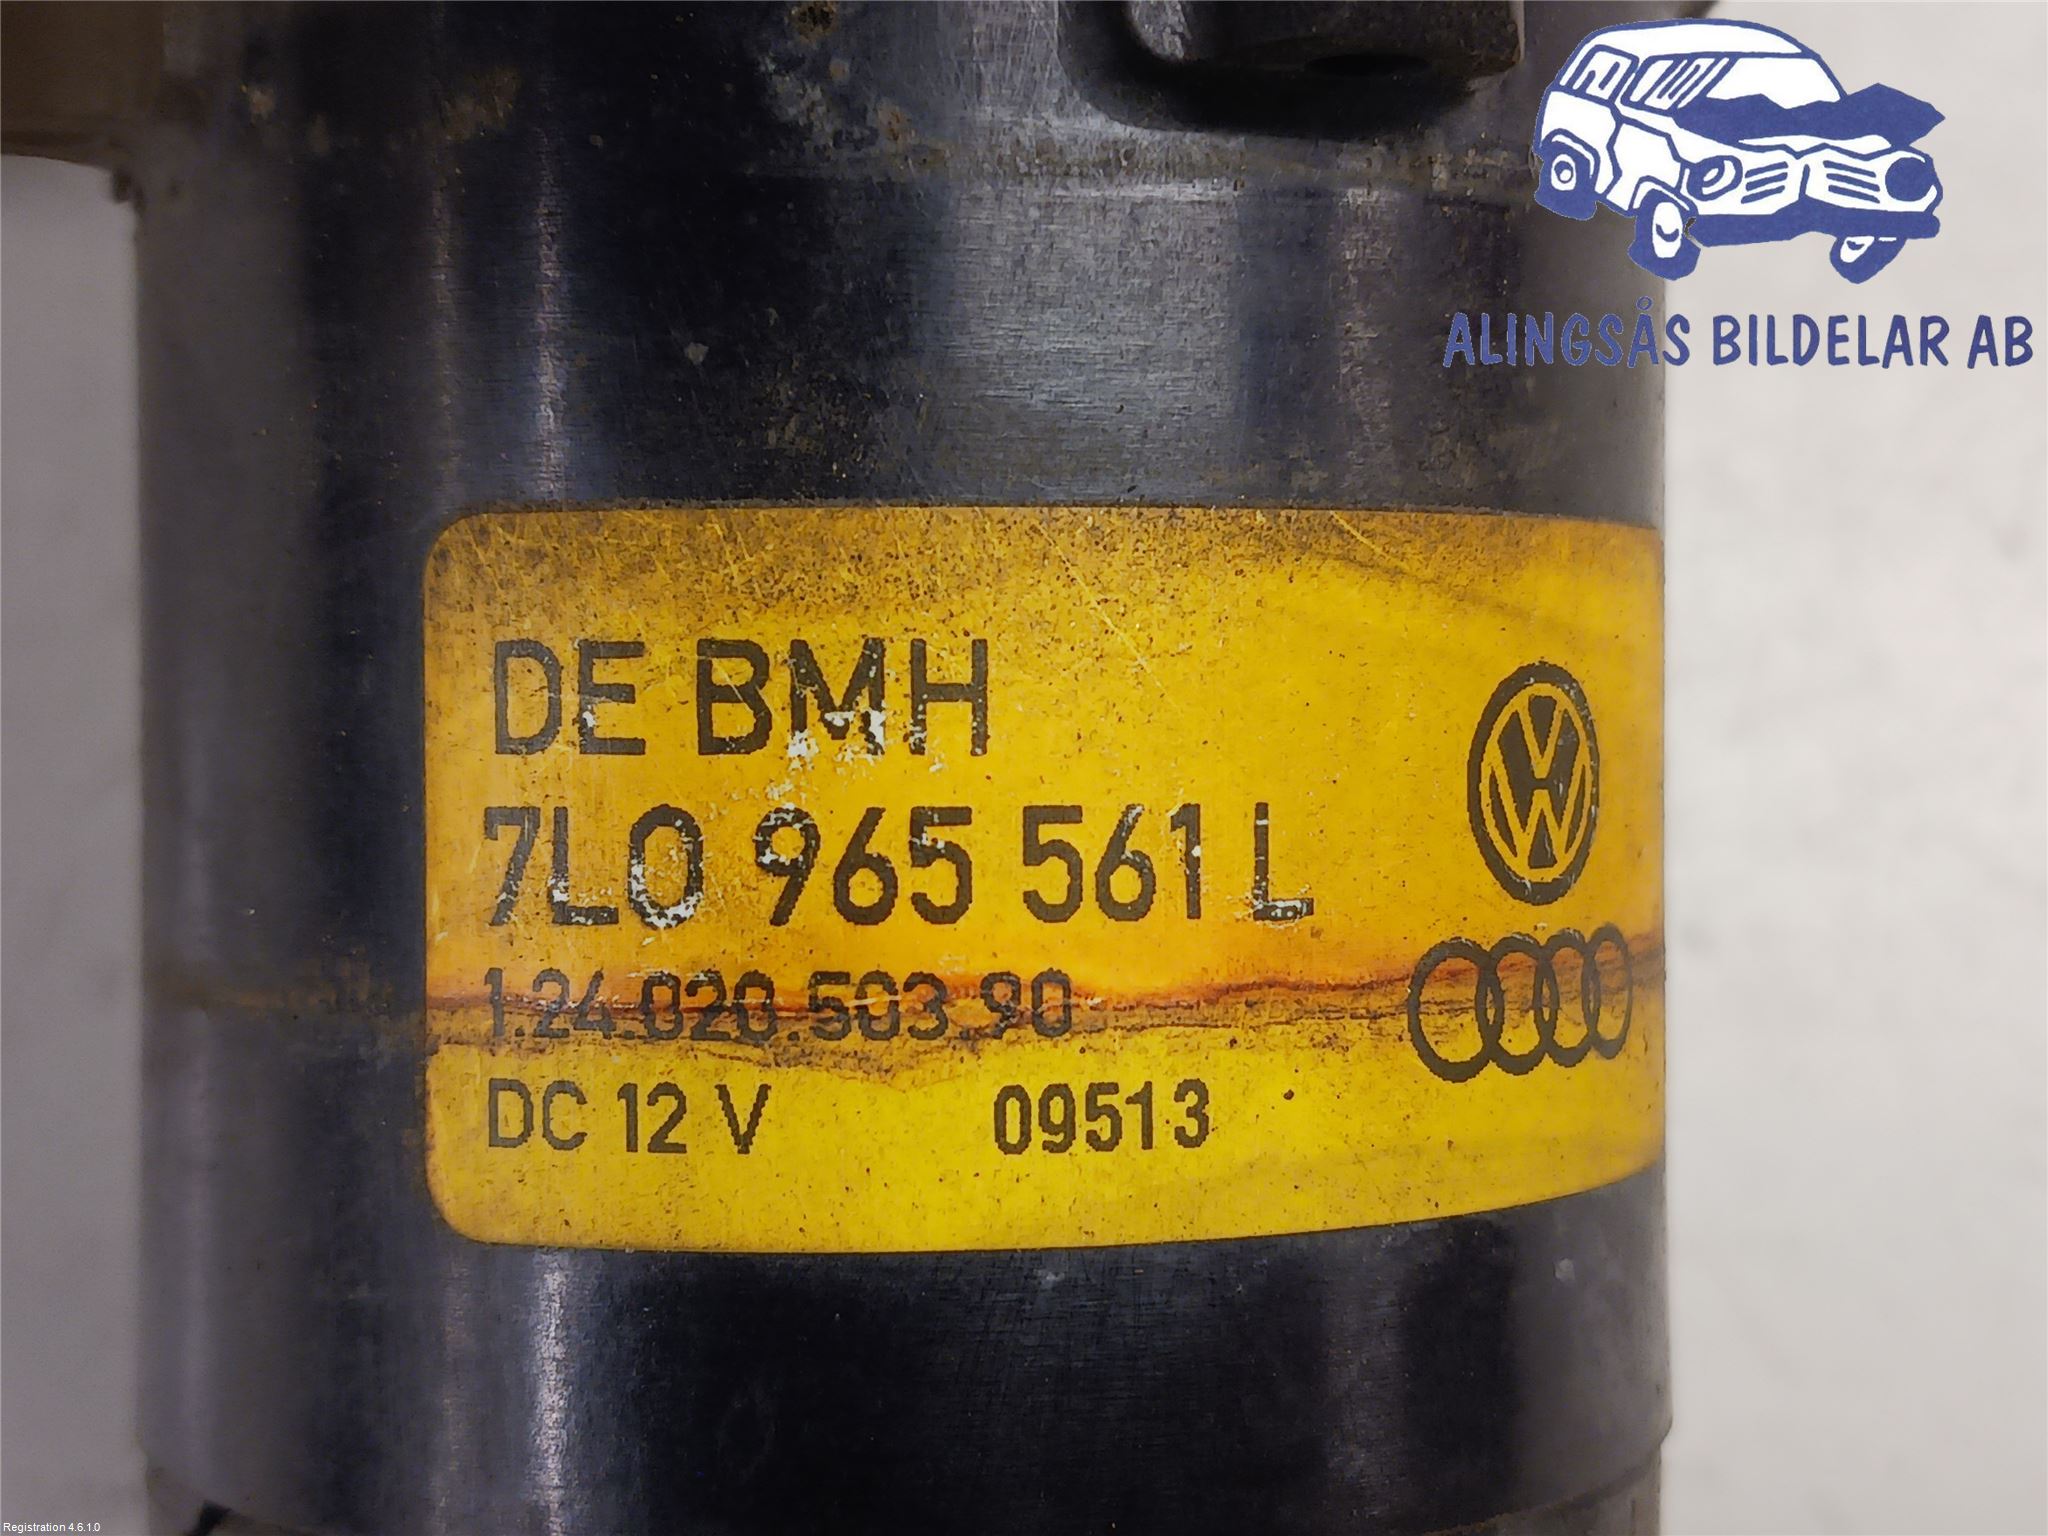 ALINGSÅS BILDELAR AB
DE BMH
7L0 965 561 L
1.24.020.503.90
DC 12 V 09513
Registration 4.6.1.0